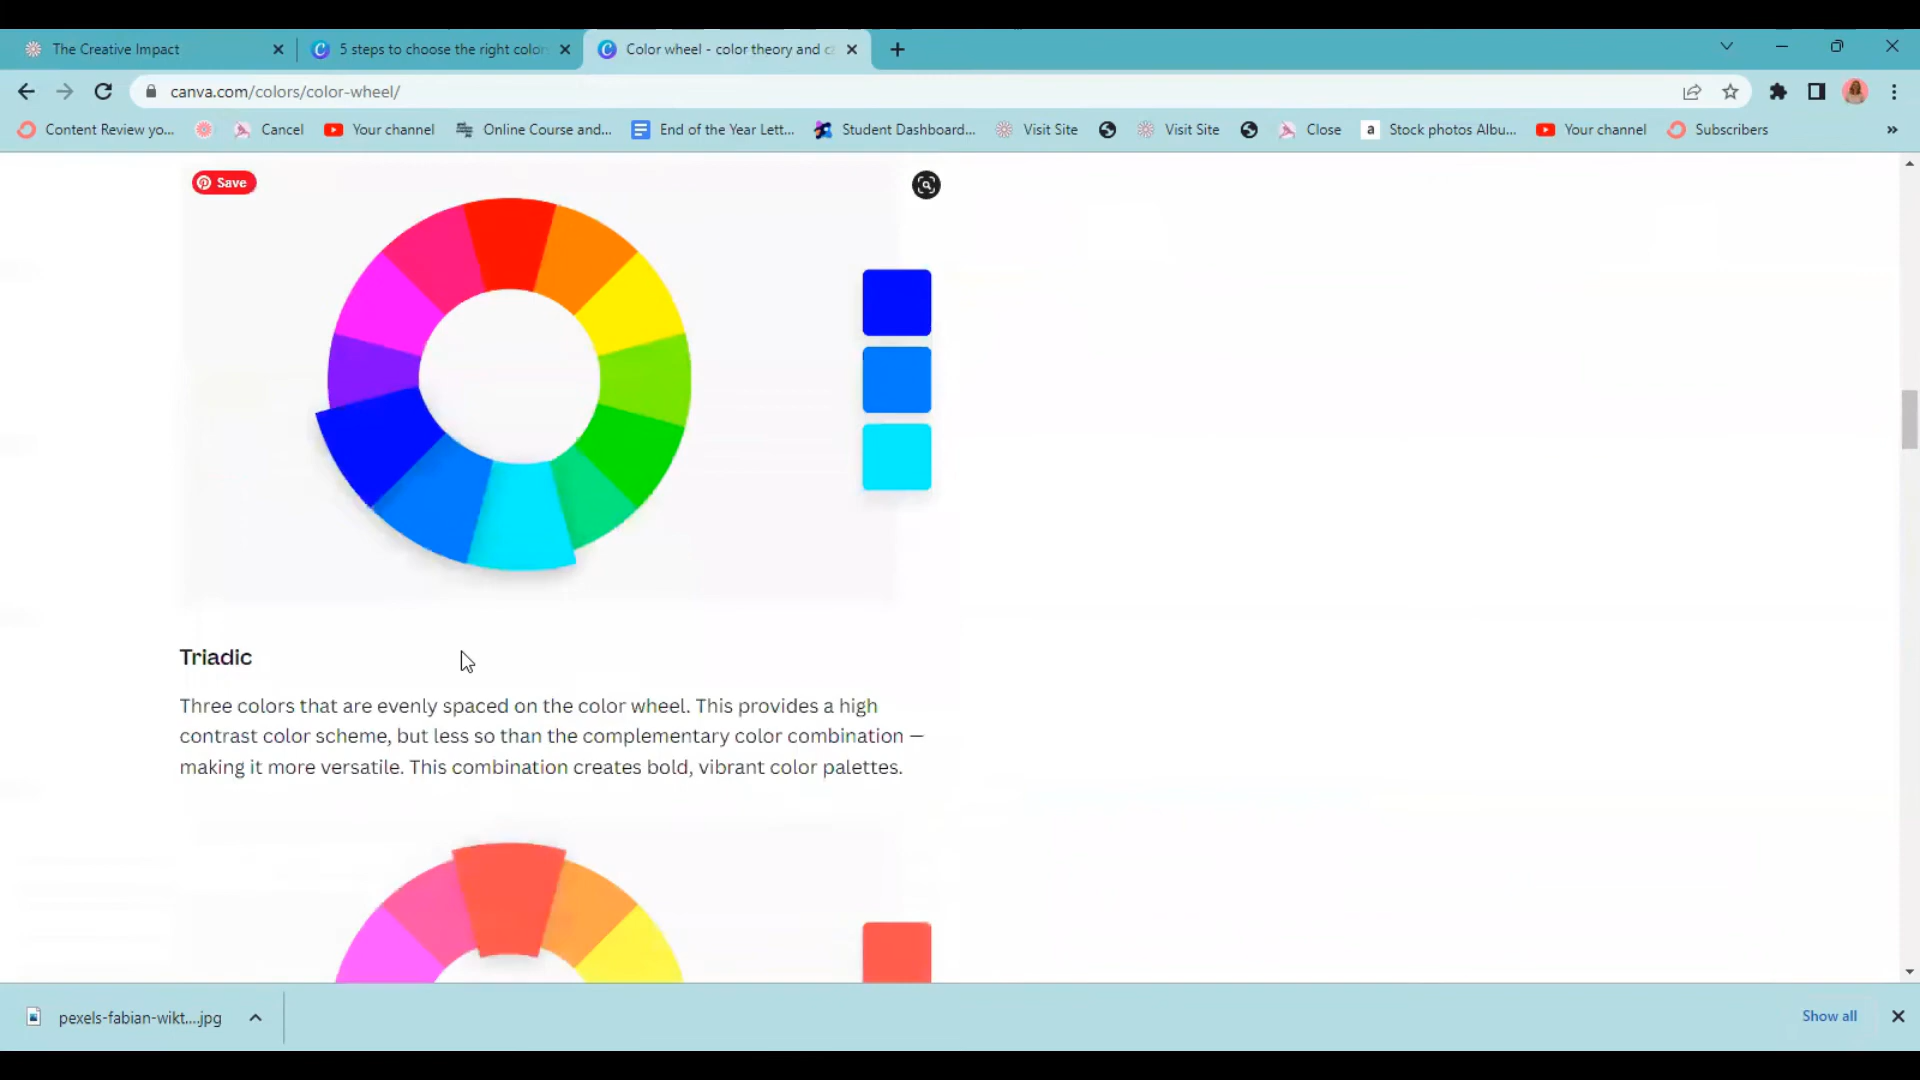 The Creative Impact
5 steps to choose the right color
Color wheel - color theory and ca
canva.com/colors/color-wheel/
Content Review yo... Cancel Your channel Online Course and... End of the Year Lett... Student Dashboard... Visit Site Visit Site Close a Stock photos Albu... Your channel Subscribers »
Save
Triadic
Three colors that are evenly spaced on the color wheel. This provides a high
contrast color scheme, but less so than the complementary color combination —
making it more versatile. This combination creates bold, vibrant color palettes.
pexels-fabian-wikt....jpg
Show all